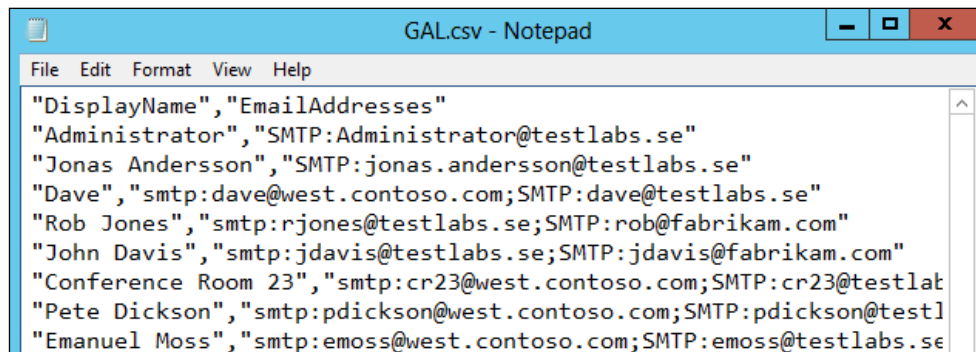 GAL.csv - Notepad
File Edit Format View Help
"DisplayName","EmailAddresses"
"Administrator","SMTP:Administrator@testlabs.se"
"Jonas Andersson","SMTP:jonas.andersson@testlabs.se"
"Dave","smtp:dave@west.contoso.com;SMTP:dave@testlabs.se"
"Rob Jones","smtp:rjones@testlabs.se;SMTP:rob@fabrikam.com"
"John Davis","smtp:jdavis@testlabs.se;SMTP:jdavis@fabrikam.com"
"Conference Room 23","smtp:cr23@west.contoso.com;SMTP:cr23@testlab
"Pete Dickson","smtp:pdickson@west.contoso.com;SMTP:pdickson@testl
"Emanuel Moss","smtp:emoss@west.contoso.com;SMTP:emoss@testlabs.se